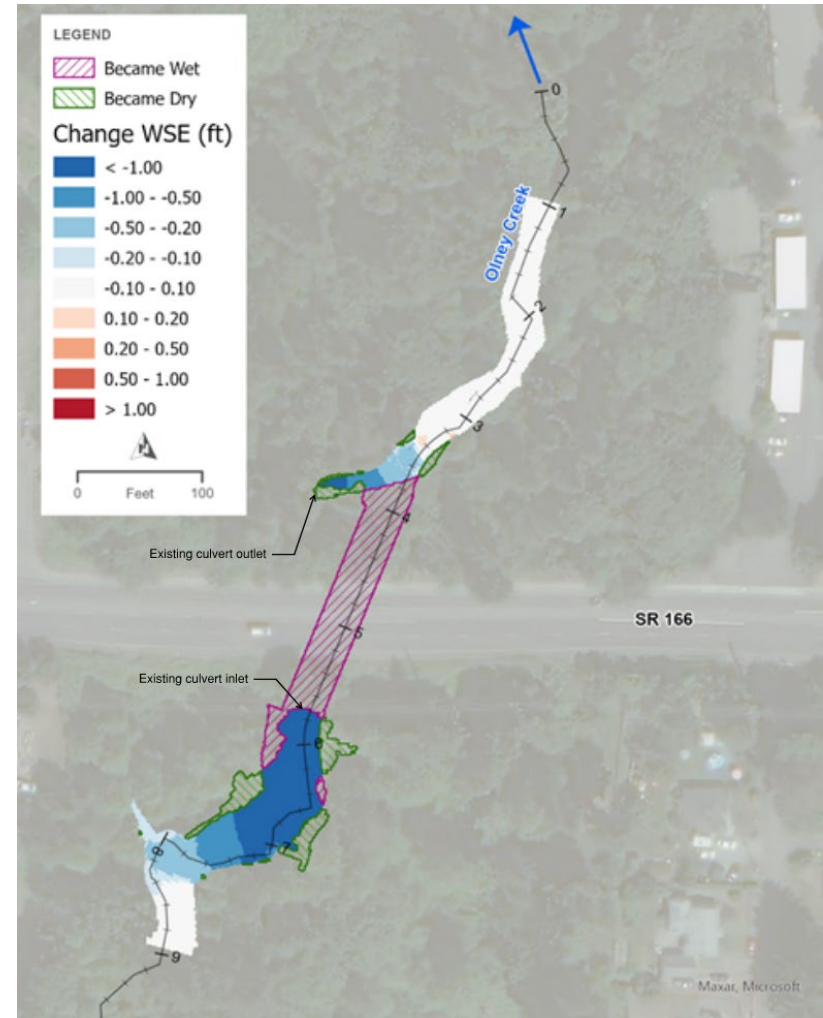 LEGEND
Became Wet
Became Dry
Change WSE (ft)
< -1.00
-1.00 - -0.50
-0.50 - -0.20
-0.20 - -0.10
-0.10 - 0.10
0.10 - 0.20
0.20 - 0.50
0.50 - 1.00
> 1.00
N
0 Feet 100
0
1
Olney Creek
2
3
4
Existing culvert outlet
SR 166
5
Existing culvert inlet
6
7
8
9
Maxar, Microsoft